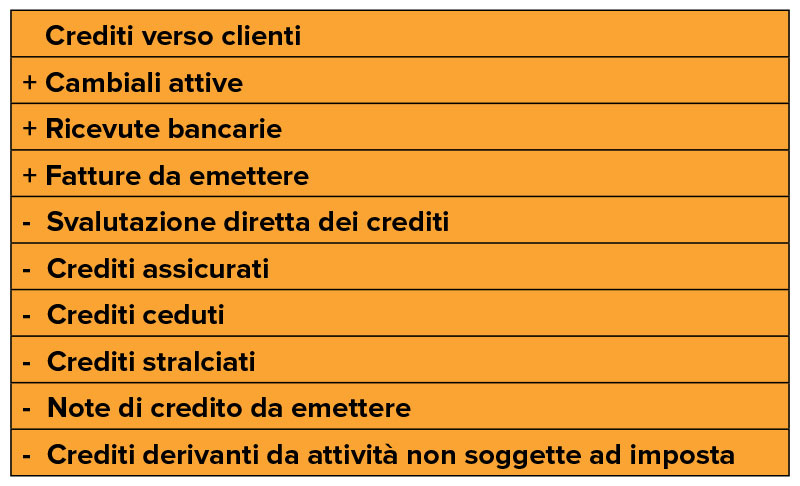 Crediti verso clienti
+ Cambiali attive
+ Ricevute bancarie
+ Fatture da emettere
- Svalutazione diretta dei crediti
- Crediti assicurati
- Crediti ceduti
- Crediti stralciati
- Note di credito da emettere
- Crediti derivanti da attività non soggette ad imposta